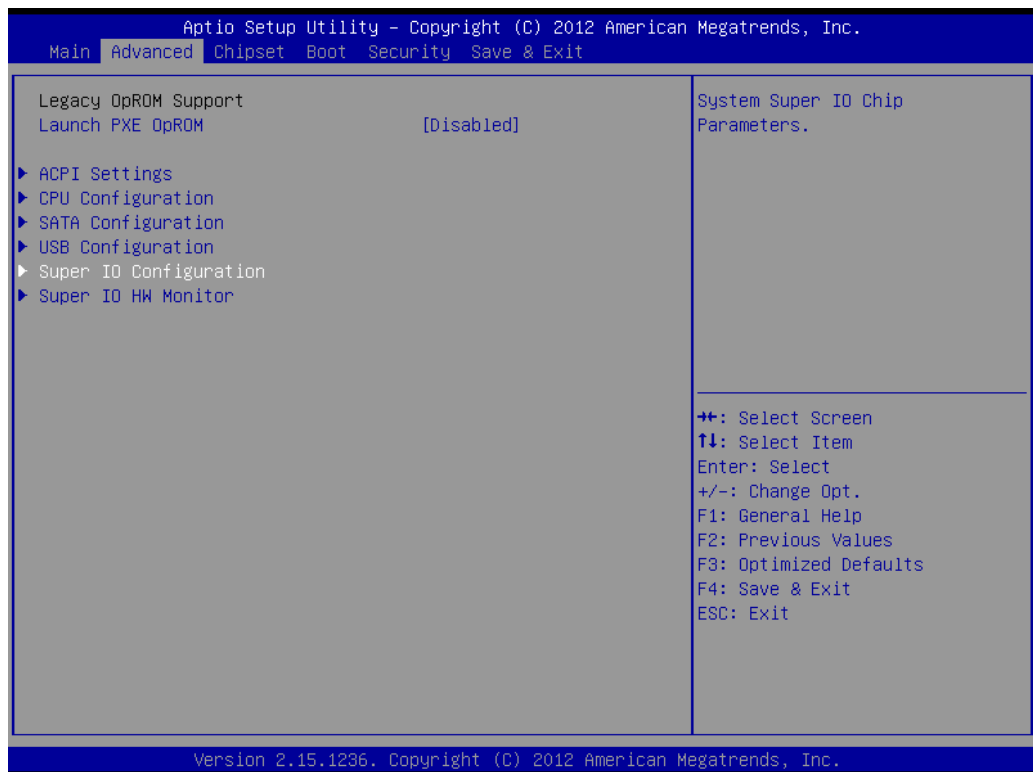 Aptio Setup Utility – Copyright (C) 2012 American Megatrends, Inc.
Main Advanced Chipset Boot Security Save & Exit
Legacy OpROM Support
Launch PXE OpROM [Disabled]
► ACPI Settings
► CPU Configuration
► SATA Configuration
► USB Configuration
► Super IO Configuration
► Super IO HW Monitor
System Super IO Chip
Parameters.
→←: Select Screen
↑↓: Select Item
Enter: Select
+/-: Change Opt.
F1: General Help
F2: Previous Values
F3: Optimized Defaults
F4: Save & Exit
ESC: Exit
Version 2.15.1236. Copyright (C) 2012 American Megatrends, Inc.